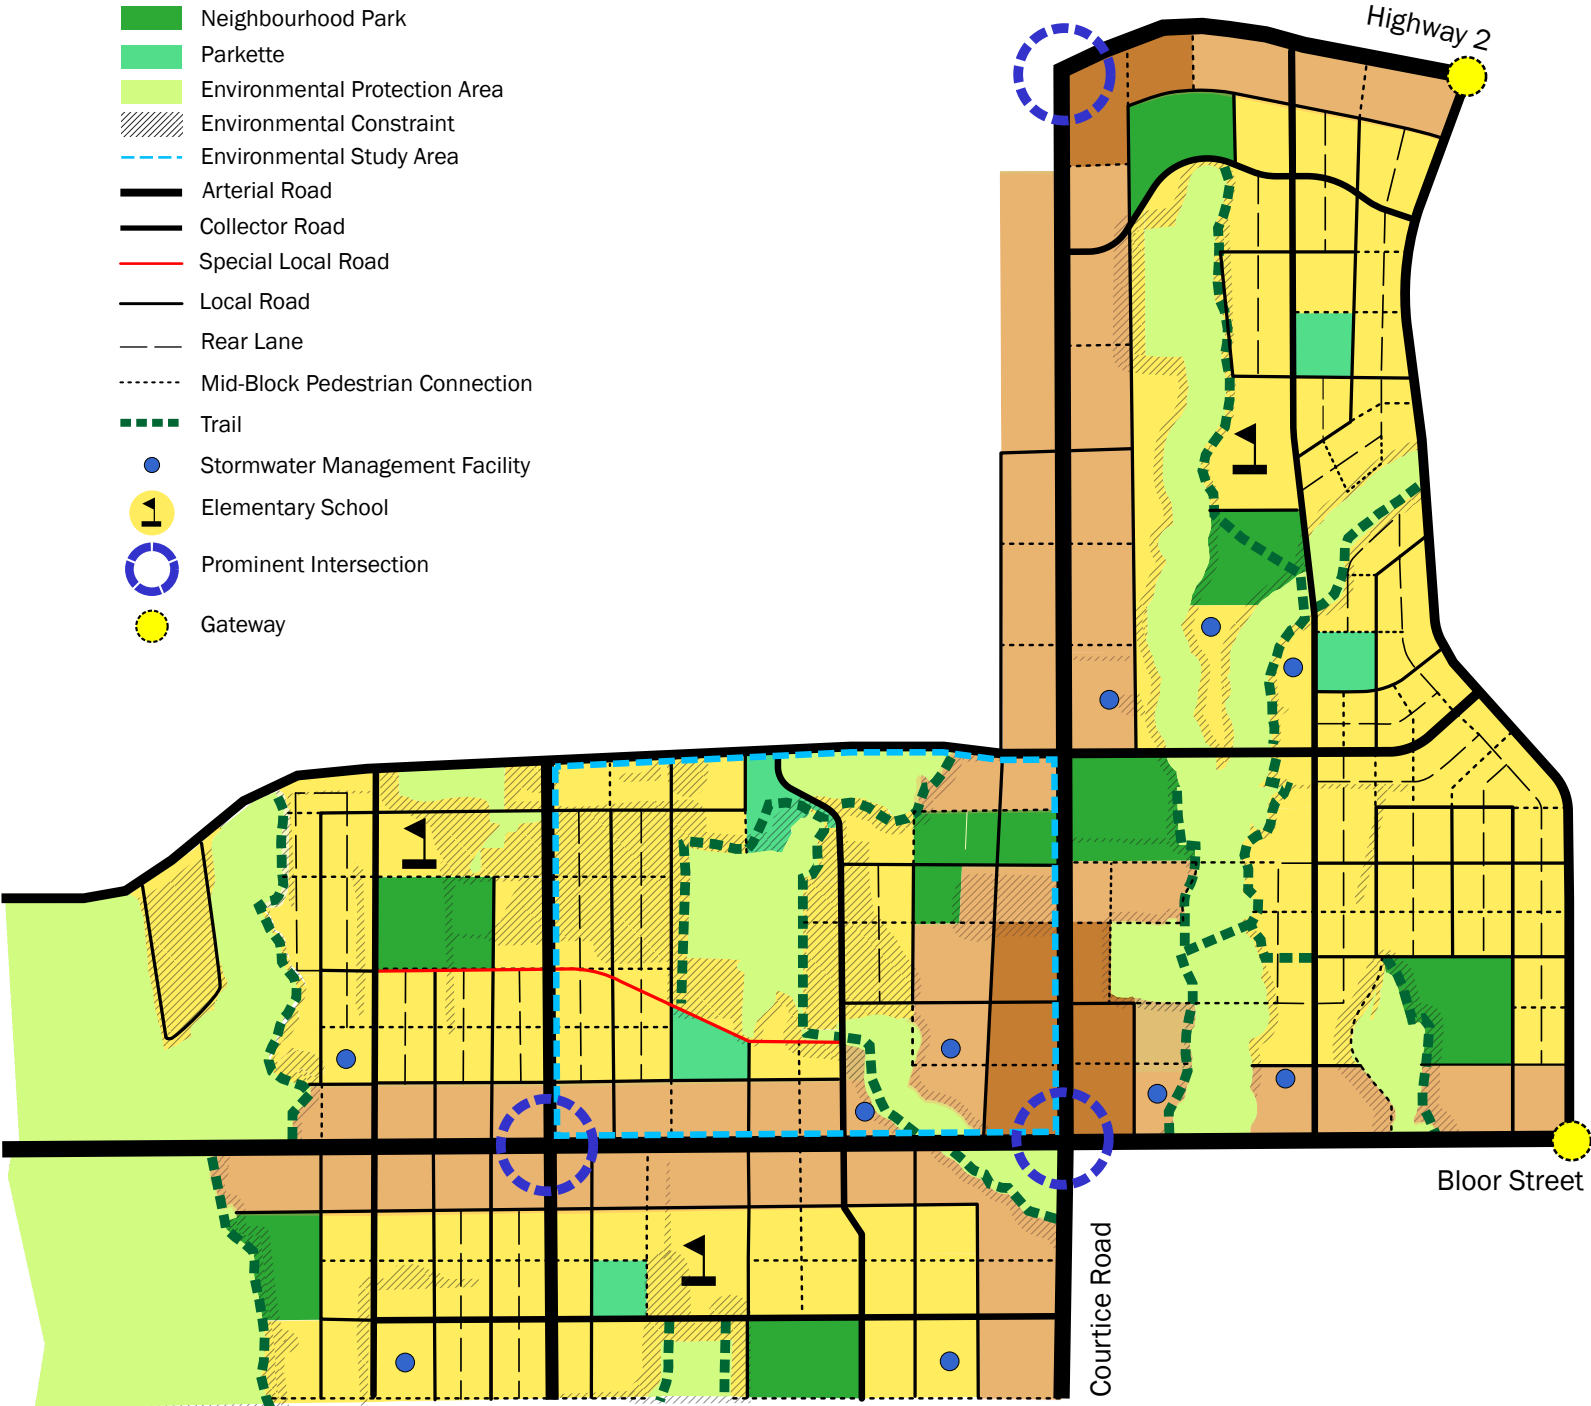 Neighbourhood Park
Parkette
Environmental Protection Area
Environmental Constraint
Environmental Study Area
Arterial Road
Collector Road
Special Local Road
Local Road
Rear Lane
Mid-Block Pedestrian Connection
Trail
Stormwater Management Facility
Elementary School
Prominent Intersection
Gateway
Highway 2
Bloor Street
Courtice Road